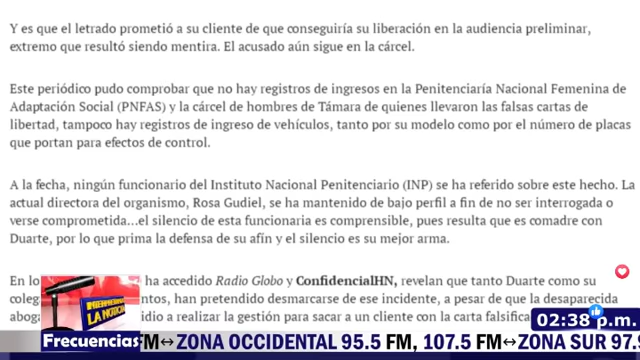 Y es que el letrado prometió a su cliente de que conseguiría su liberación en la audiencia preliminar,
extremo que resultó siendo mentira. El acusado aún sigue en la cárcel.
Este periódico pudo comprobar que no hay registros de ingresos en la Penitenciaría Nacional Femenina de
Adaptación Social (PNFAS) y la cárcel de hombres de Támara de quienes llevaron las falsas cartas de
libertad, tampoco hay registros de ingreso de vehículos, tanto por su modelo como por el número de placas
que portan para efectos de control.
A la fecha, ningún funcionario del Instituto Nacional Penitenciario (INP) se ha referido sobre este hecho. La
actual directora del organismo, Rosa Gudiel, se ha mantenido de bajo perfil a fin de no ser interrogada o
verse comprometida…el silencio de esta funcionaria es comprensible, pues resulta que es comadre con
Duarte, por lo que prima la defensa de su afín y el silencio es su mejor arma.
En lo ha accedido Radio Globo y ConfidencialHN, revelan que tanto Duarte como su
coleg ntos, han pretendido desmarcarse de ese incidente, a pesar de que la desaparecida
aboga idio a realizar la gestión para sacar a un cliente con la carta falsific
LA NOTICIA
02:38 p.m.
Frecuencias FM↔ZONA OCCIDENTAL 95.5 FM, 107.5 FM↔ZONA SUR 97.9